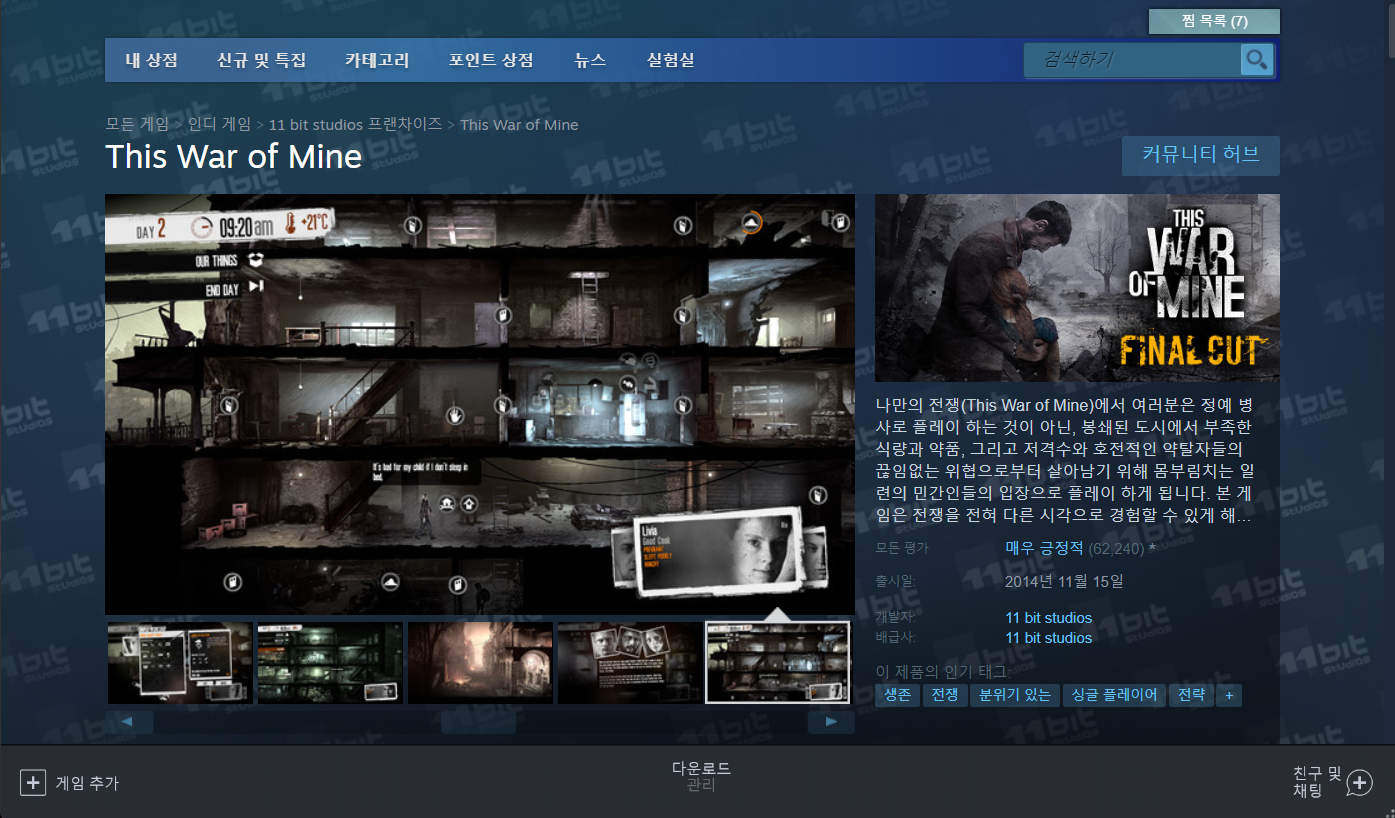 찜 목록 (7)
내 상점 신규 및 특집 카테고리 포인트 상점 뉴스 실험실 검색하기
모든 게임 > 인디 게임 > 11 bit studios 프랜차이즈 > This War of Mine
This War of Mine
커뮤니티 허브
DAY 2 09:20am +21°C
OUR THINGS
END DAY
It's bad for my child if I don't sleep in
bed.
Livia
Good Cook
PREGNANT
SLEPT POORLY
HUNGRY
THIS
WAR
OF MINE
FINAL CUT
나만의 전쟁(This War of Mine)에서 여러분은 정예 병
사로 플레이 하는 것이 아닌, 봉쇄된 도시에서 부족한
식량과 약품, 그리고 저격수와 호전적인 약탈자들의
끊임없는 위협으로부터 살아남기 위해 몸부림치는 일
련의 민간인들의 입장으로 플레이 하게 됩니다. 본 게
임은 전쟁을 전혀 다른 시각으로 경험할 수 있게 해...
모든 평가 매우 긍정적 (62,240) *
출시일: 2014년 11월 15일
개발자: 11 bit studios
배급사: 11 bit studios
이 제품의 인기 태그:
생존 전쟁 분위기 있는 싱글 플레이어 전략 +
게임 추가
다운로드
관리
친구 및
채팅
11bit
studios